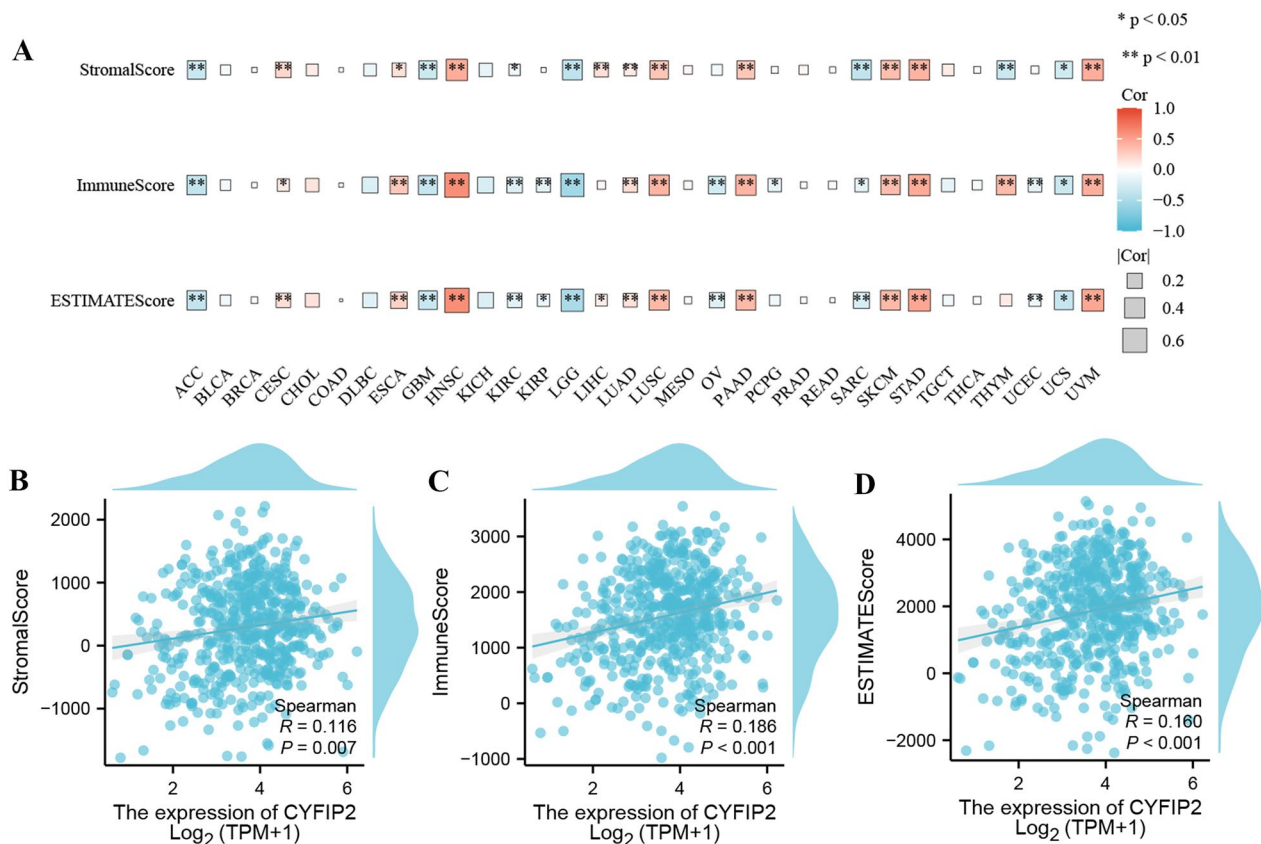 A
* p < 0.05
** p < 0.01
StromalScore
** ** * ** ** * ** ** ** ** ** ** ** ** ** ** * **
Cor
1.0
0.5
0.0
−0.5
−1.0
ImmuneScore
** * ** ** ** ** ** ** ** ** ** ** * * ** ** ** ** * **
|Cor|
0.2
0.4
0.6
ESTIMATEScore
** ** ** ** ** ** * ** * ** ** ** ** ** ** ** ** * **
ACC
BLCA
BRCA
CESC
CHOL
COAD
DLBC
ESCA
GBM
HNSC
KICH
KIRC
KIRP
LGG
LIHC
LUAD
LUSC
MESO
OV
PAAD
PCPG
PRAD
READ
SARC
SKCM
STAD
TGCT
THCA
THYM
UCEC
UCS
UVM
B
StromalScore
2000
1000
0
−1000
Spearman
R = 0.116
P = 0.007
2 4 6
The expression of CYFIP2
Log2 (TPM+1)
C
ImmuneScore
3000
2000
1000
0
−1000
Spearman
R = 0.186
P < 0.001
2 4 6
The expression of CYFIP2
Log2 (TPM+1)
D
ESTIMATEScore
4000
2000
0
−2000
Spearman
R = 0.160
P < 0.001
2 4 6
The expression of CYFIP2
Log2 (TPM+1)